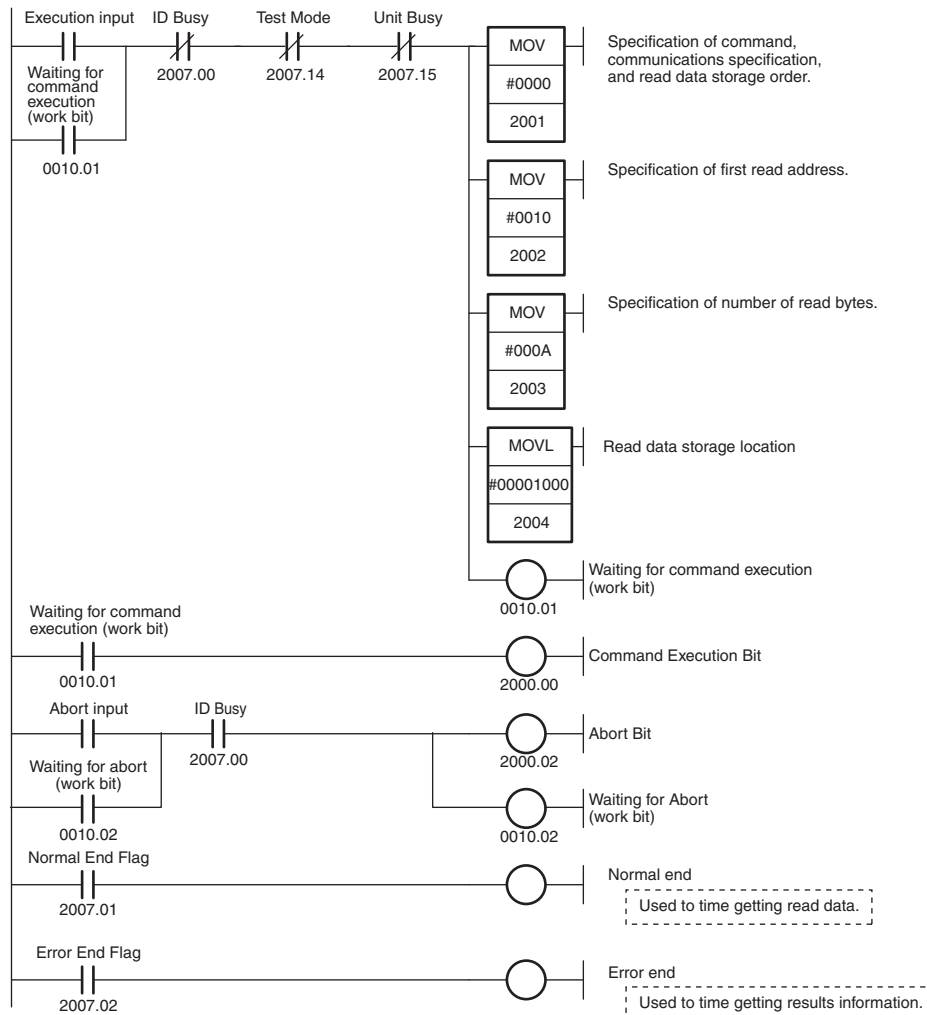 Execution input
ID Busy
Test Mode
Unit Busy
2007.00
2007.14
2007.15
MOV
#0000
2001
Specification of command,
communications specification,
and read data storage order.
Waiting for
command
execution
(work bit)
0010.01
MOV
#0010
2002
Specification of first read address.
MOV
#000A
2003
Specification of number of read bytes.
MOVL
#00001000
2004
Read data storage location
Waiting for command execution
(work bit)
0010.01
Waiting for command
execution (work bit)
0010.01
Command Execution Bit
2000.00
Abort input
ID Busy
2007.00
Abort Bit
2000.02
Waiting for abort
(work bit)
0010.02
Waiting for Abort
(work bit)
0010.02
Normal End Flag
2007.01
Normal end
Used to time getting read data.
Error End Flag
2007.02
Error end
Used to time getting results information.